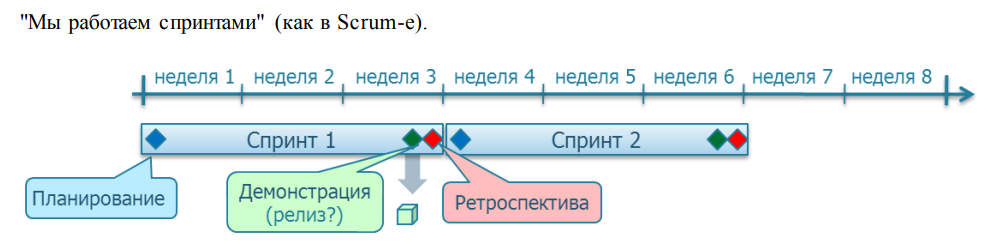 "Мы работаем спринтами" (как в Scrum-е).
неделя 1 неделя 2 неделя 3 неделя 4 неделя 5 неделя 6 неделя 7 неделя 8
Спринт 1 Спринт 2
Планирование
Демонстрация
(релиз?)
Ретроспектива